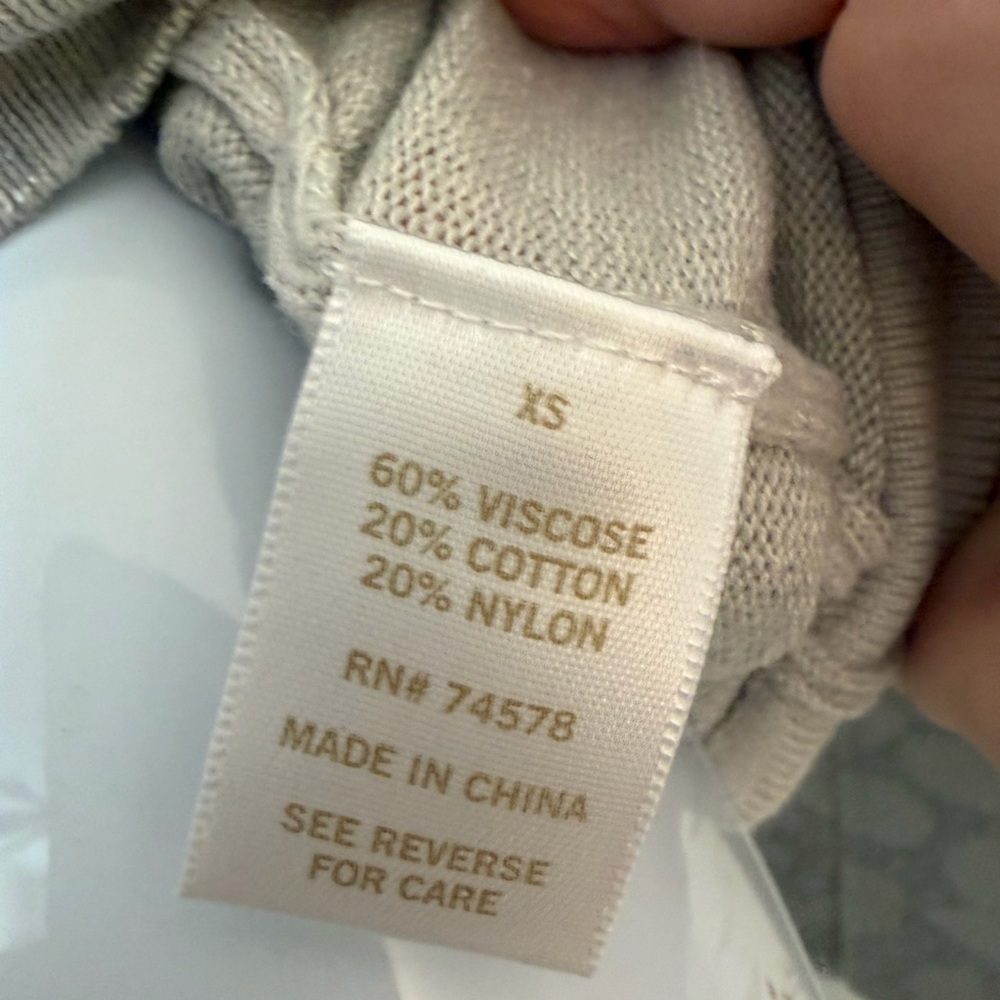 XS
60% VISCOSE
20% COTTON
20% NYLON
RN# 74578
MADE IN CHINA
SEE REVERSE
FOR CARE